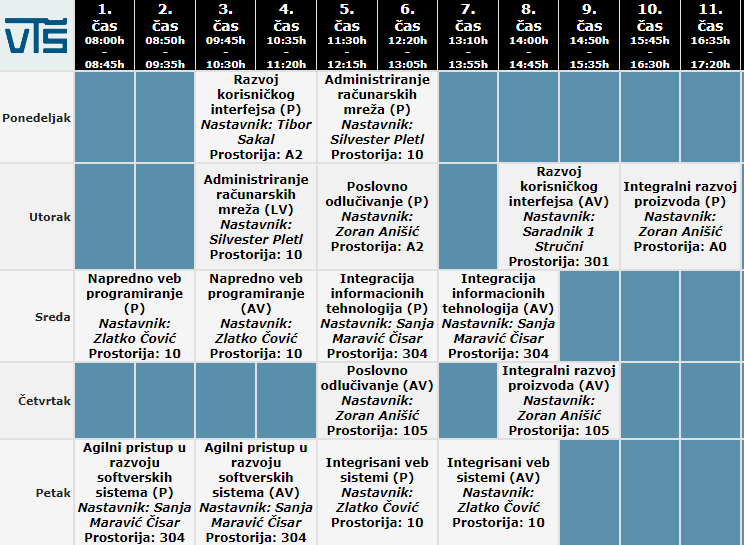 VTŠ
1.
čas
08:00h
-
08:45h
2.
čas
08:50h
-
09:35h
3.
čas
09:45h
-
10:30h
4.
čas
10:35h
-
11:20h
5.
čas
11:30h
-
12:15h
6.
čas
12:20h
-
13:05h
7.
čas
13:10h
-
13:55h
8.
čas
14:00h
-
14:45h
9.
čas
14:50h
-
15:35h
10.
čas
15:45h
-
16:30h
11.
čas
16:35h
-
17:20h
Ponedeljak
Razvoj
korisničkog
interfejsa (P)
Nastavnik: Tibor
Sakal
Prostorija: A2
Administriranje
računarskih
mreža (P)
Nastavnik:
Silvester Pletl
Prostorija: 10
Utorak
Administriranje
računarskih
mreža (LV)
Nastavnik:
Silvester Pletl
Prostorija: 10
Poslovno
odlučivanje (P)
Nastavnik:
Zoran Anišić
Prostorija: A2
Razvoj
korisničkog
interfejsa (AV)
Nastavnik:
Saradnik 1
Stručni
Prostorija: 301
Integralni razvoj
proizvoda (P)
Nastavnik:
Zoran Anišić
Prostorija: A0
Sreda
Napredno veb
programiranje
(P)
Nastavnik:
Zlatko Čović
Prostorija: 10
Napredno veb
programiranje
(AV)
Nastavnik:
Zlatko Čović
Prostorija: 10
Integracija
informacionih
tehnologija (P)
Nastavnik: Sanja
Maravić Čisar
Prostorija: 304
Integracija
informacionih
tehnologija (AV)
Nastavnik: Sanja
Maravić Čisar
Prostorija: 304
Četvrtak
Poslovno
odlučivanje (AV)
Nastavnik:
Zoran Anišić
Prostorija: 105
Integralni razvoj
proizvoda (AV)
Nastavnik:
Zoran Anišić
Prostorija: 105
Petak
Agilni pristup u
razvoju
softverskih
sistema (P)
Nastavnik: Sanja
Maravić Čisar
Prostorija: 304
Agilni pristup u
razvoju
softverskih
sistema (AV)
Nastavnik: Sanja
Maravić Čisar
Prostorija: 304
Integrisani veb
sistemi (P)
Nastavnik:
Zlatko Čović
Prostorija: 10
Integrisani veb
sistemi (AV)
Nastavnik:
Zlatko Čović
Prostorija: 10